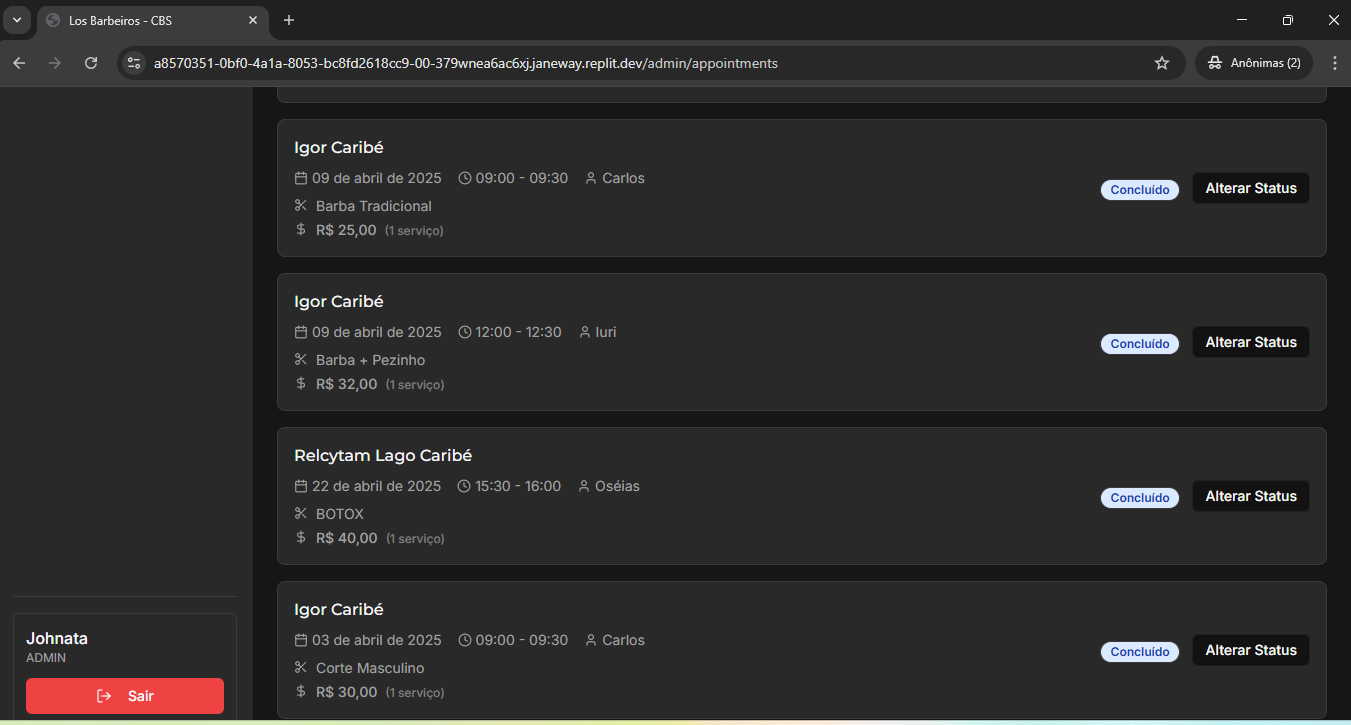 Los Barbeiros - CBS
a8570351-0bf0-4a1a-8053-bc8fd2618cc9-00-379wnea6ac6xj.janeway.replit.dev/admin/appointments
Anônimas (2)
Igor Caribé
09 de abril de 2025 09:00 - 09:30 Carlos
Barba Tradicional
R$ 25,00 (1 serviço)
Concluído Alterar Status
Igor Caribé
09 de abril de 2025 12:00 - 12:30 Iuri
Barba + Pezinho
R$ 32,00 (1 serviço)
Concluído Alterar Status
Relcytam Lago Caribé
22 de abril de 2025 15:30 - 16:00 Oséias
BOTOX
R$ 40,00 (1 serviço)
Concluído Alterar Status
Igor Caribé
03 de abril de 2025 09:00 - 09:30 Carlos
Corte Masculino
R$ 30,00 (1 serviço)
Concluído Alterar Status
Johnata
ADMIN
Sair